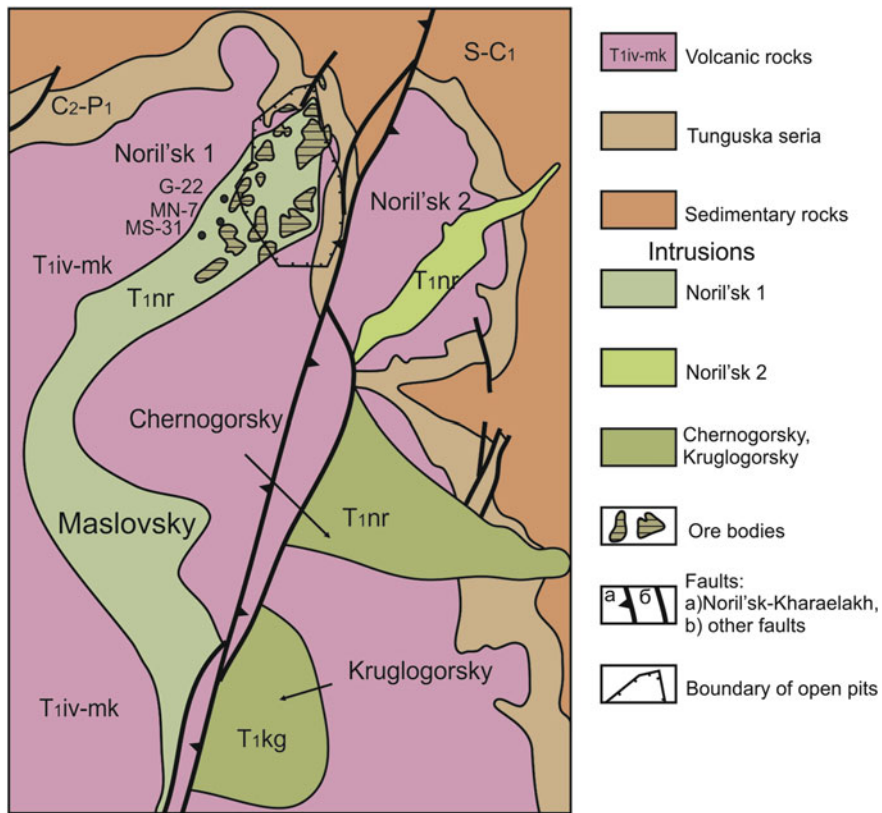 S-C1
C2-P1
Noril'sk 1
G-22
MN-7
MS-31
Noril'sk 2
T1iv-mk
T1nr
T1nr
Chernogorsky
Maslovsky
T1nr
Kruglogorsky
T1iv-mk
T1kg
T1iv-mk
Volcanic rocks
Tunguska seria
Sedimentary rocks
Intrusions
Noril'sk 1
Noril'sk 2
Chernogorsky,
Kruglogorsky
Ore bodies
а
б
Faults:
a)Noril'sk-Kharaelakh,
b) other faults
Boundary of open pits